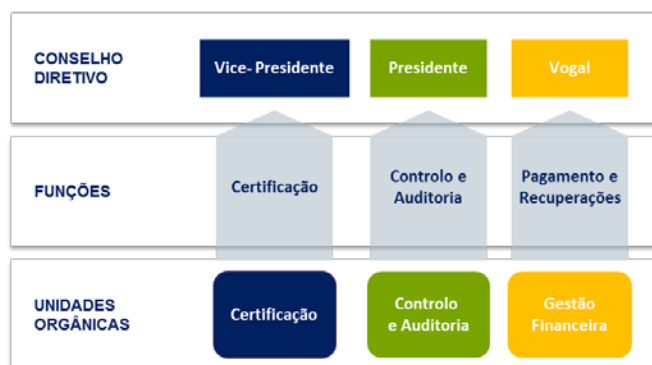 CONSELHO
DIRETIVO
Vice- Presidente
Presidente
Vogal
FUNÇÕES
Certificação
Controlo e
Auditoria
Pagamento e
Recuperações
UNIDADES
ORGÂNICAS
Certificação
Controlo
e Auditoria
Gestão
Financeira